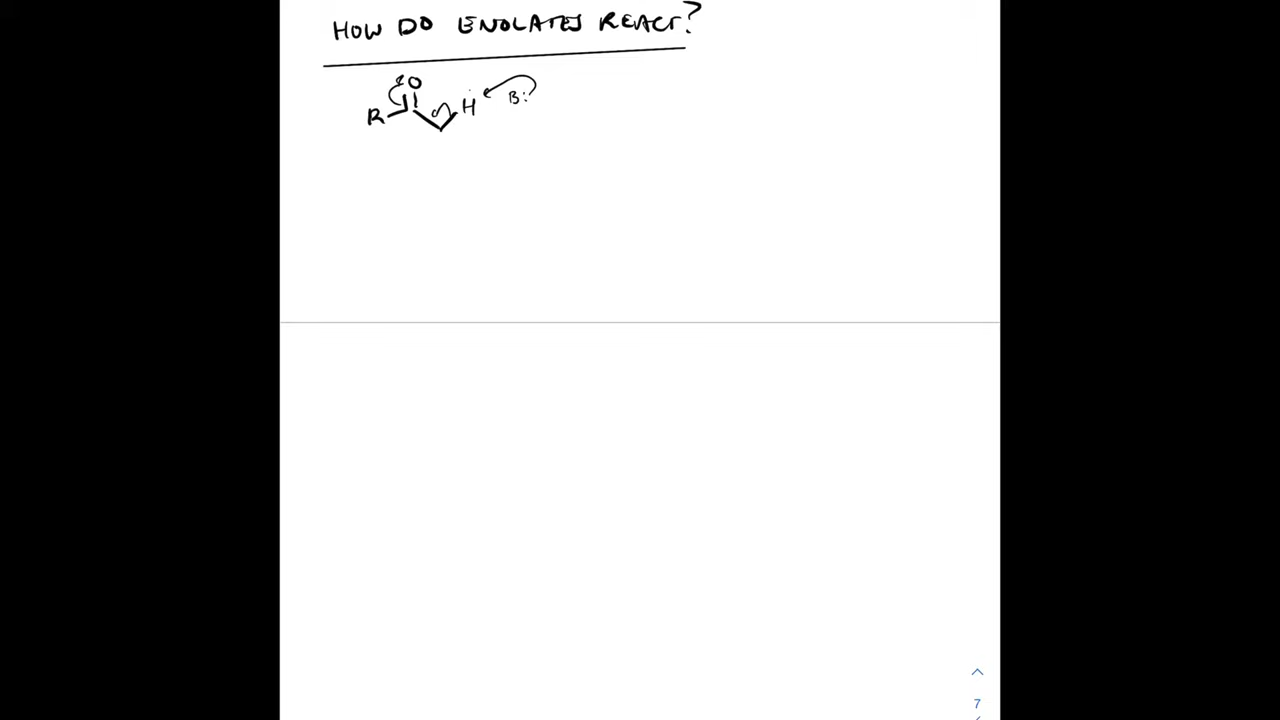 HOW DO ENOLATES REACT?
O
R H B:
7